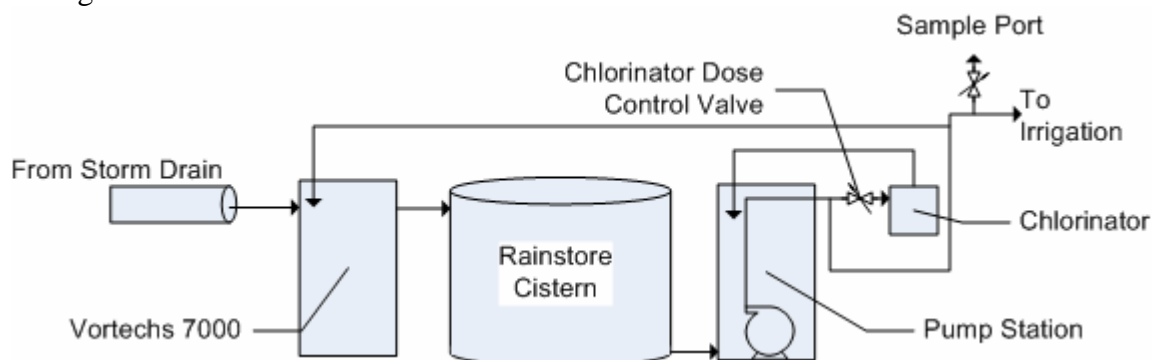 Sample Port
Chlorinator Dose
Control Valve
To
Irrigation
From Storm Drain
Chlorinator
Rainstore
Cistern
Vortechs 7000
Pump Station